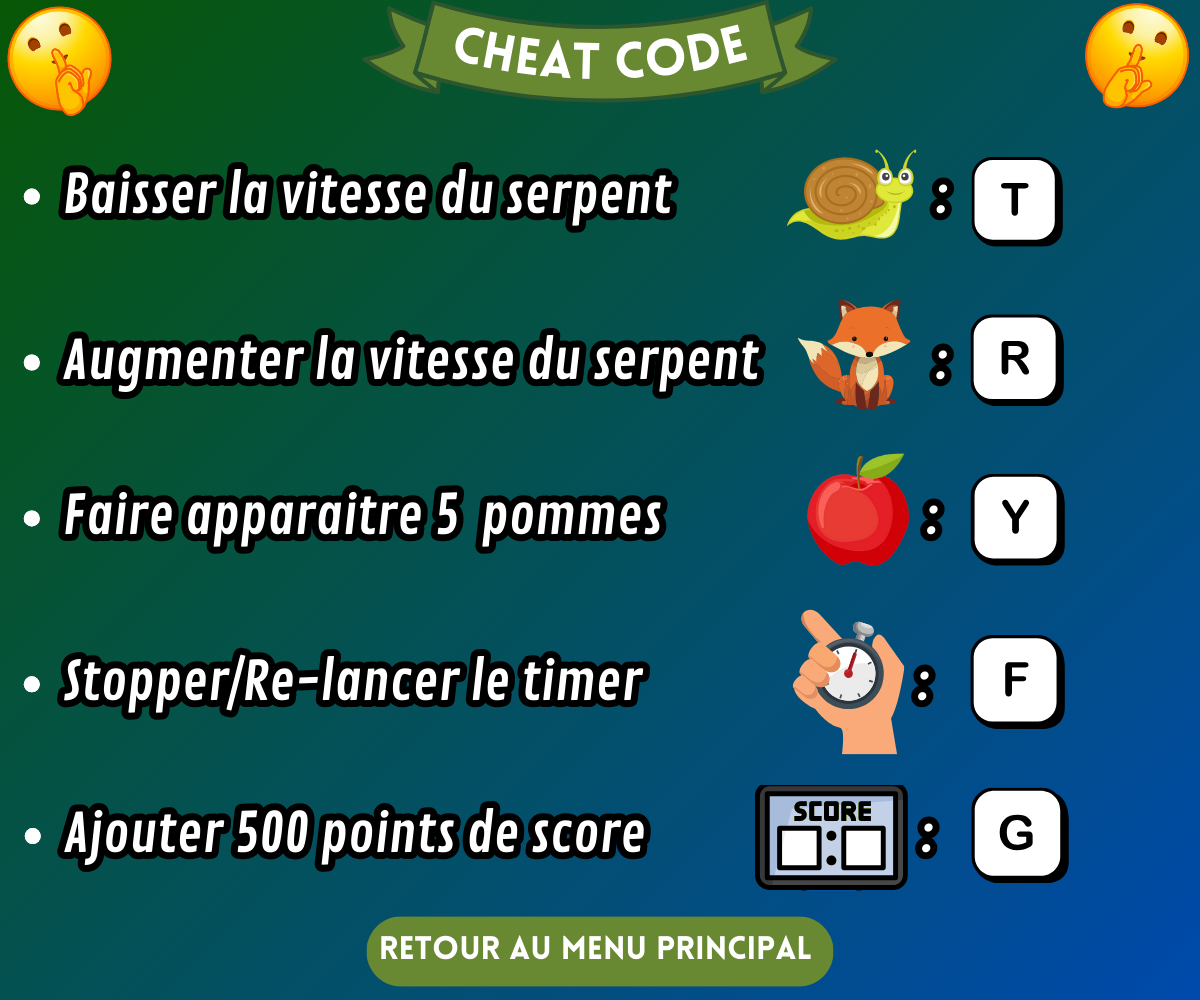 CHEAT CODE
• Baisser la vitesse du serpent : T
• Augmenter la vitesse du serpent : R
• Faire apparaitre 5 pommes : Y
• Stopper/Re-lancer le timer : F
• Ajouter 500 points de score SCORE : G
RETOUR AU MENU PRINCIPAL